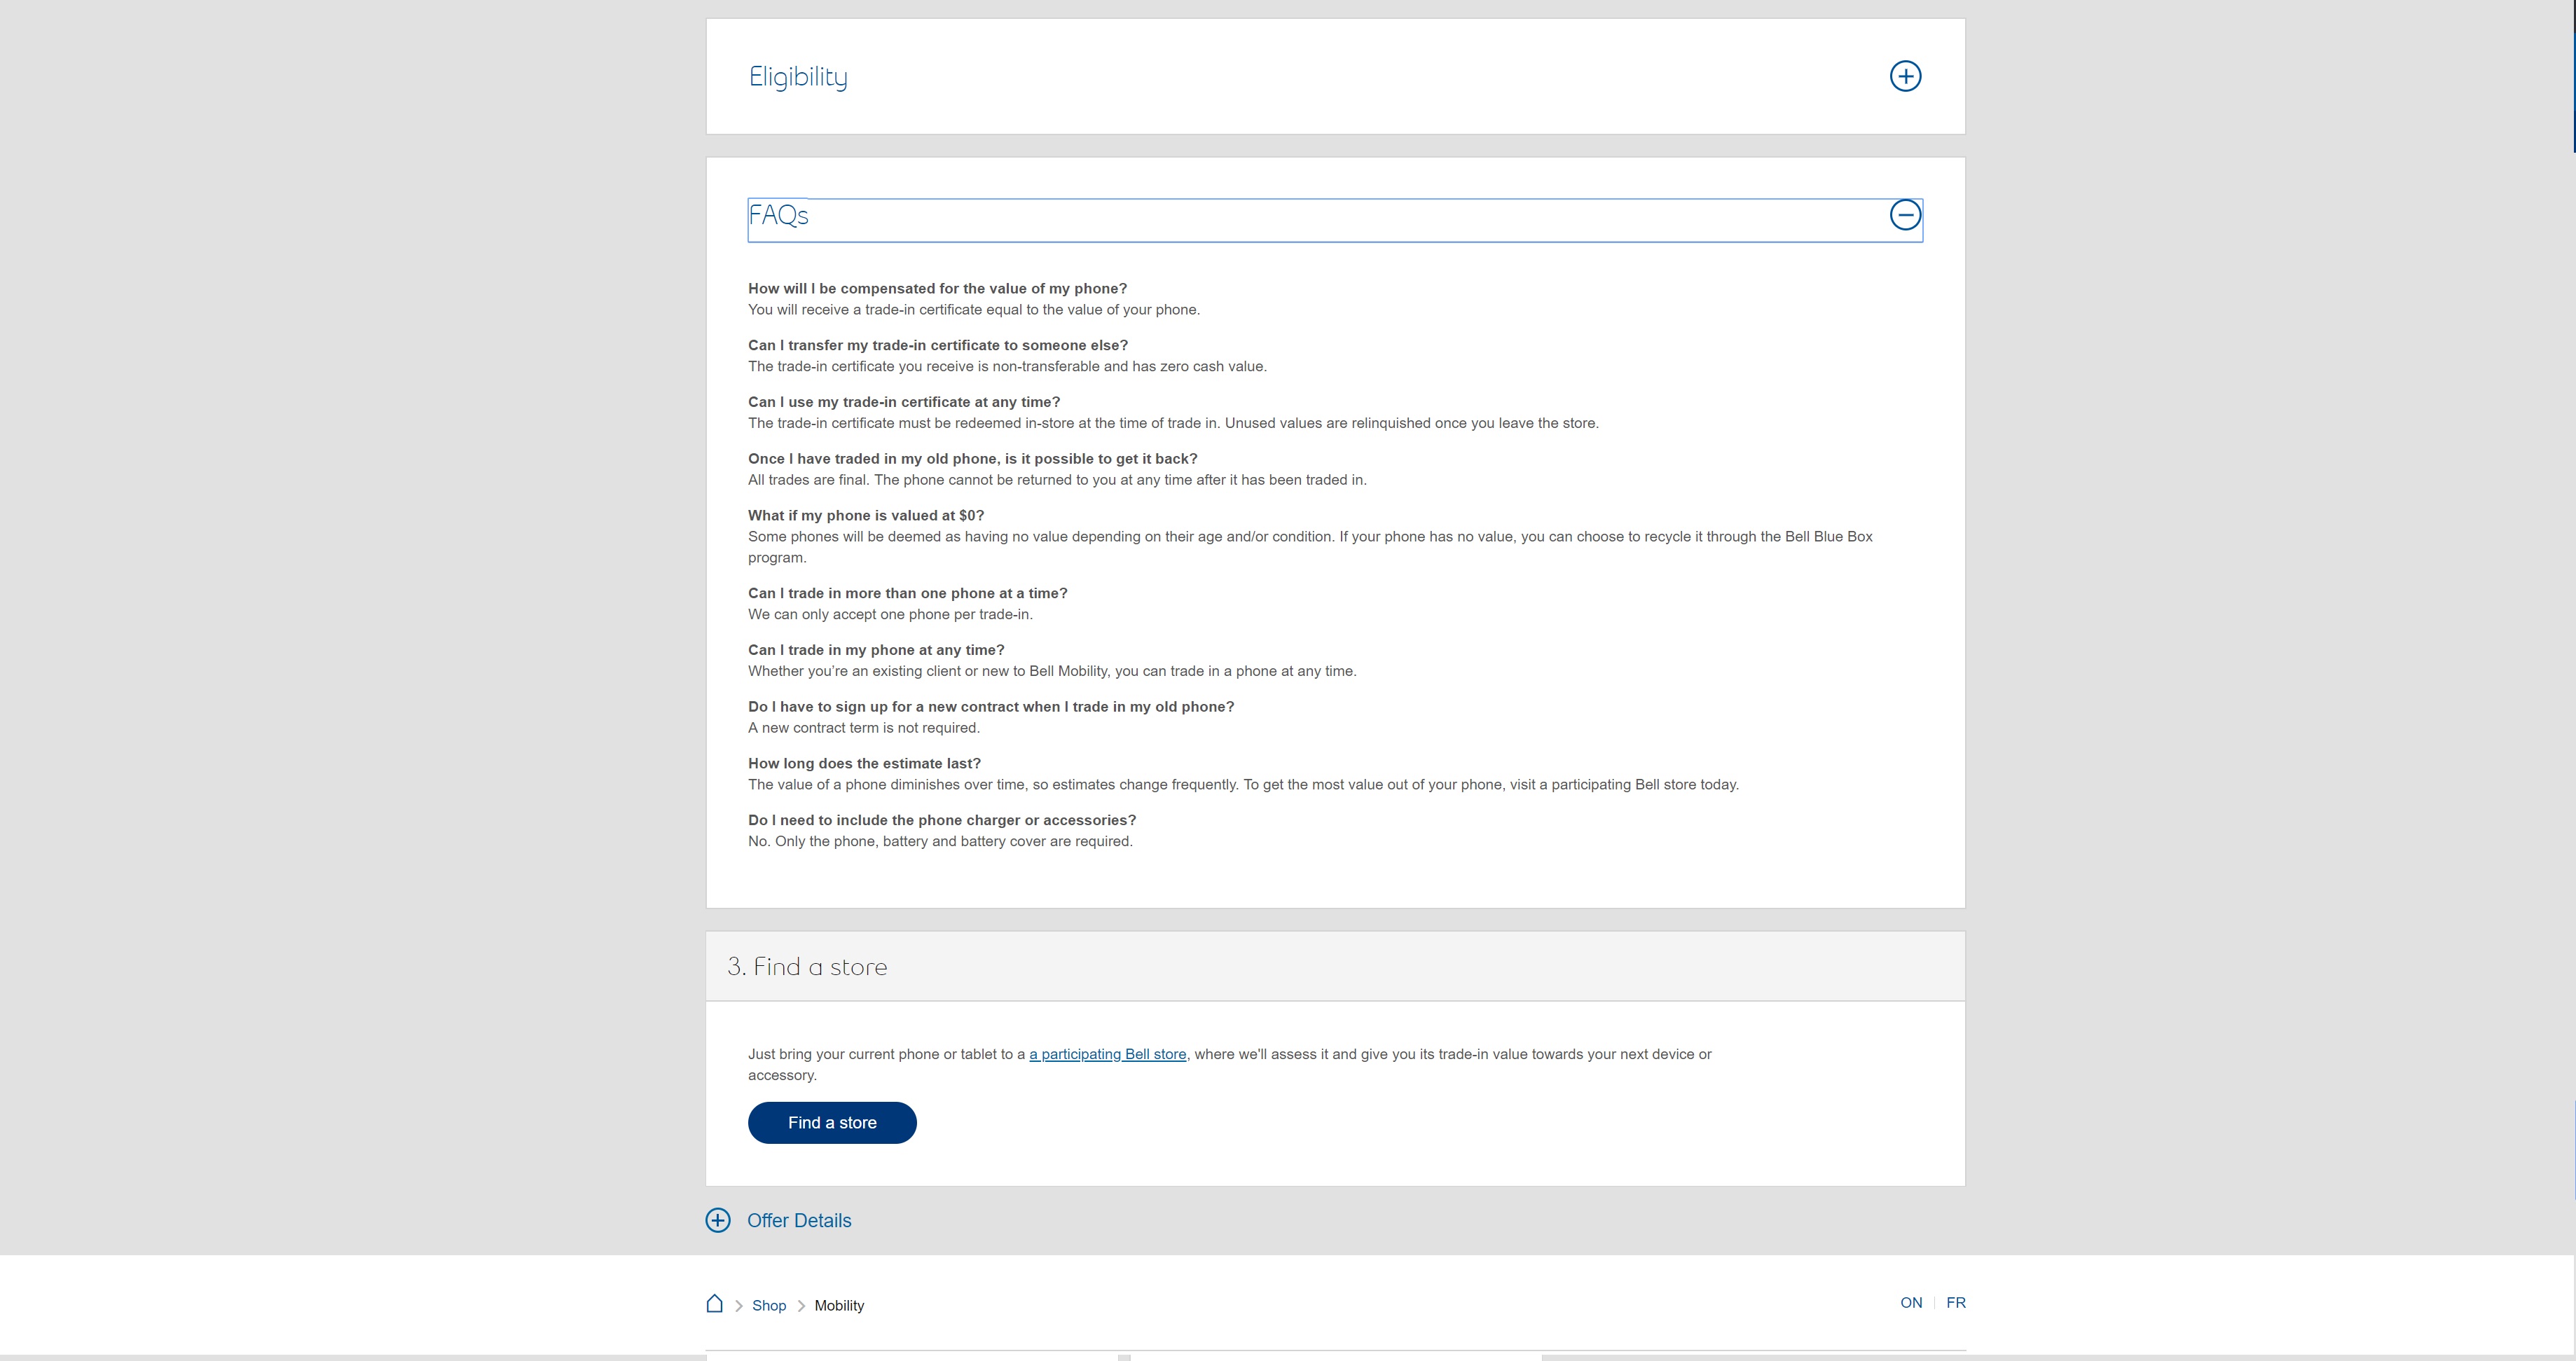 Eligibility
FAQs
How will I be compensated for the value of my phone?
You will receive a trade-in certificate equal to the value of your phone.
Can I transfer my trade-in certificate to someone else?
The trade-in certificate you receive is non-transferable and has zero cash value.
Can I use my trade-in certificate at any time?
The trade-in certificate must be redeemed in-store at the time of trade in. Unused values are relinquished once you leave the store.
Once I have traded in my old phone, is it possible to get it back?
All trades are final. The phone cannot be returned to you at any time after it has been traded in.
What if my phone is valued at $0?
Some phones will be deemed as having no value depending on their age and/or condition. If your phone has no value, you can choose to recycle it through the Bell Blue Box
program.
Can I trade in more than one phone at a time?
We can only accept one phone per trade-in.
Can I trade in my phone at any time?
Whether you’re an existing client or new to Bell Mobility, you can trade in a phone at any time.
Do I have to sign up for a new contract when I trade in my old phone?
A new contract term is not required.
How long does the estimate last?
The value of a phone diminishes over time, so estimates change frequently. To get the most value out of your phone, visit a participating Bell store today.
Do I need to include the phone charger or accessories?
No. Only the phone, battery and battery cover are required.
3. Find a store
Just bring your current phone or tablet to a a participating Bell store, where we'll assess it and give you its trade-in value towards your next device or
accessory.
Find a store
Offer Details
Shop Mobility
ON FR